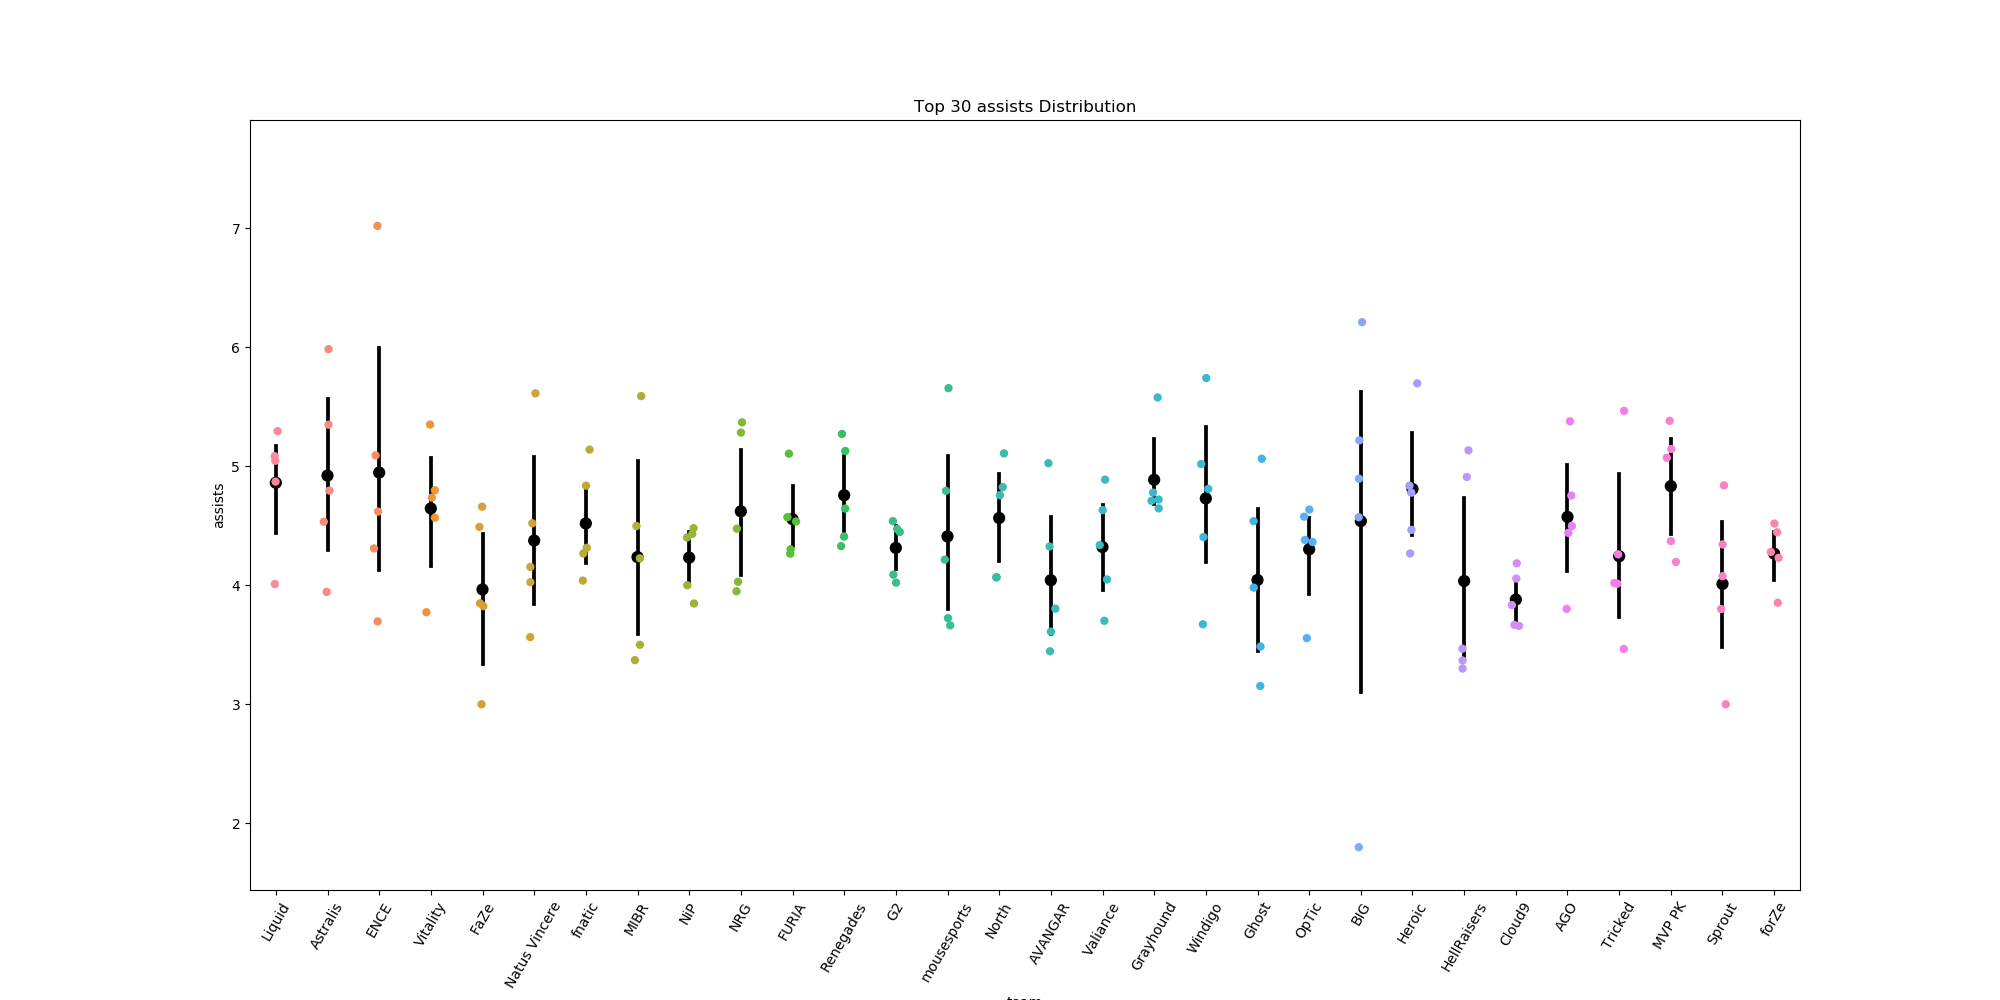 Top 30 assists Distribution
assists
7
6
5
4
3
2
Liquid
Astralis
ENCE
Vitality
FaZe
Natus Vincere
fnatic
MIBR
NiP
NRG
FURIA
Renegades
G2
mousesports
North
AVANGAR
Valiance
Grayhound
Windigo
Ghost
OpTic
BIG
Heroic
HellRaisers
Cloud9
AGO
Tricked
MVP PK
Sprout
forZe